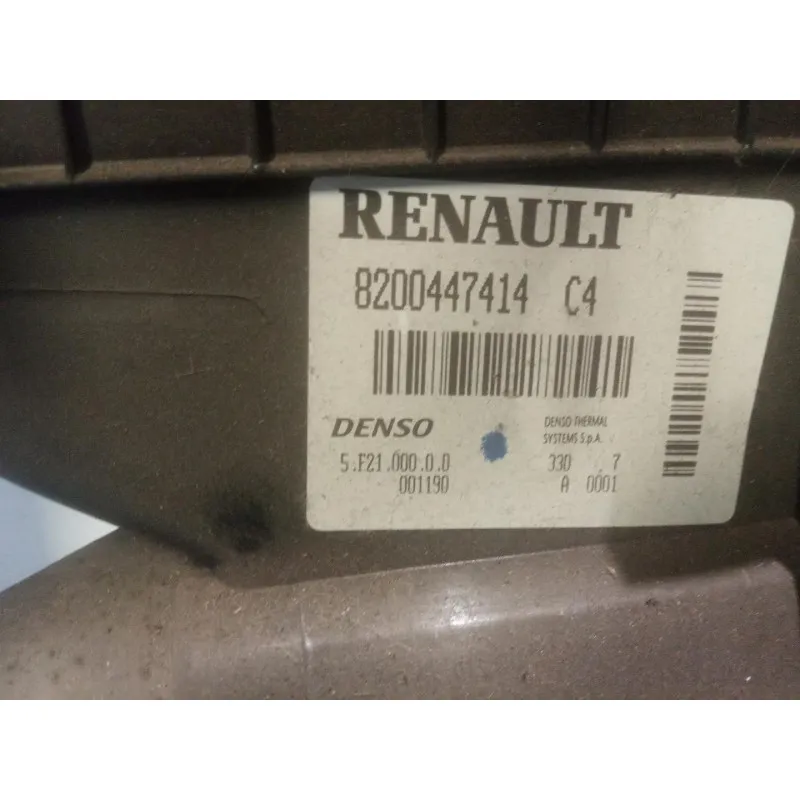 RENAULT
8200447414 C4
DENSO
DENSO THERMAL
SYSTEMS S.p.A.
5.F21.000.0.0 330 .7
001190 A 0001